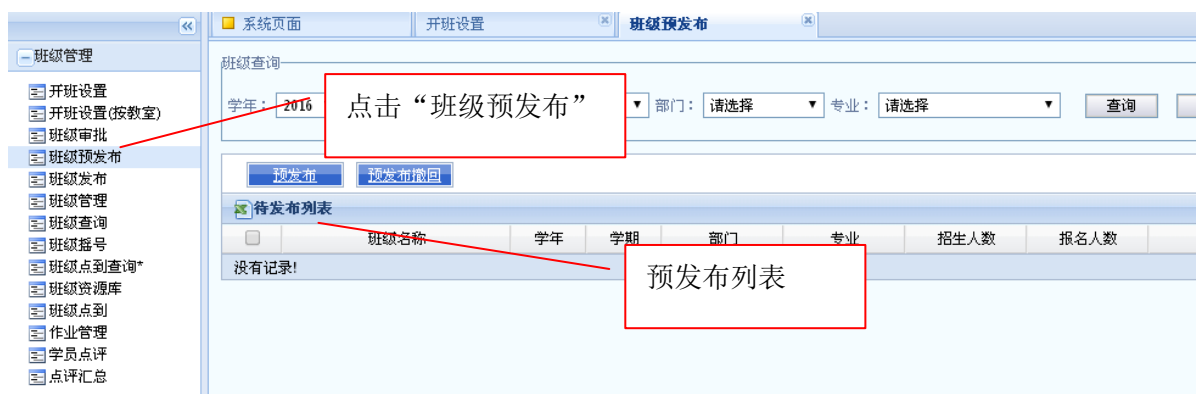 系统页面 开班设置 班级预发布
班级管理
开班设置
开班设置(按教室)
班级审批
班级预发布
班级发布
班级管理
班级查询
班级摇号
班级点到查询*
班级资源库
班级点到
作业管理
学员点评
点评汇总
班级查询
学年： 2016 部门： 请选择 专业： 请选择 查询
点击“班级预发布”
预发布 预发布撤回
待发布列表
班级名称 学年 学期 部门 专业 招生人数 报名人数
没有记录!
预发布列表